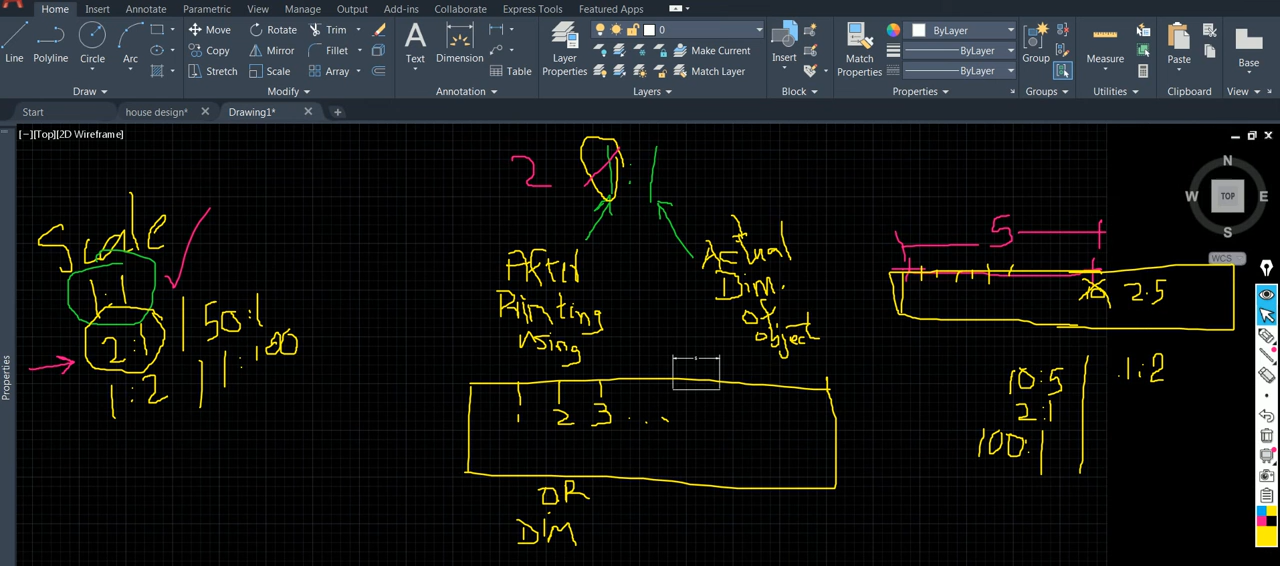 Home Insert Annotate Parametric View Manage Output Add-ins Collaborate Express Tools Featured Apps
Line Polyline Circle Arc
Move Rotate Trim
Copy Mirror Fillet
Stretch Scale Array
Text Dimension Table
Layer Properties
0
Make Current
Match Layer
Insert
Match Properties
ByLayer
ByLayer
ByLayer
Group Measure Paste Base
Draw Modify Annotation Layers Block Properties Groups Utilities Clipboard View
Start house design* Drawing1*
[−][Top][2D Wireframe]
N
W TOP E
S
WCS
Properties
2 1:1
Scale
1:1
2:1
1:2
50:1
1:100
After
Printing
Using
Actual
Dim.
Of
object
1 2 3 ...
OR
Dim
5
2.5
10:5
2:1
100:1
1:2